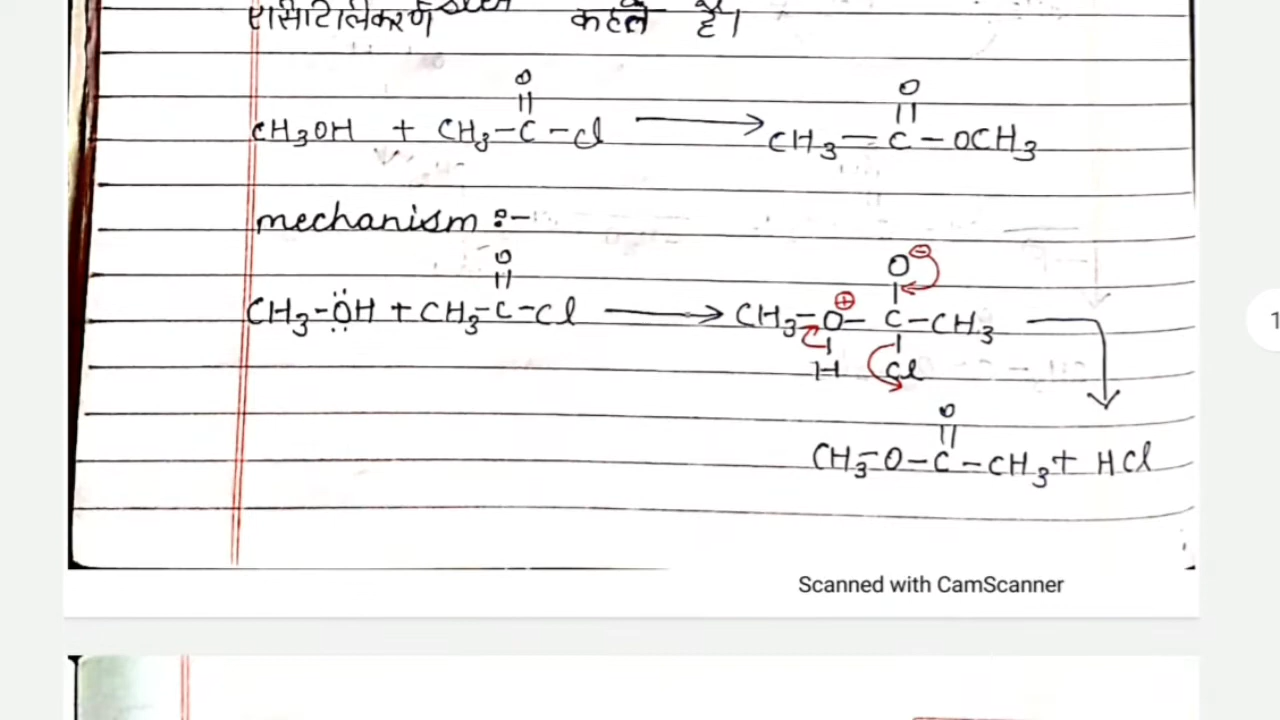 एसिटिलिकरण कहते है।
O
||
O
||
CH3OH + CH3-C-Cl ⟶ CH3=C-OCH3
mechanism :-
O
||
O⊖
|
CH3-ÖH + CH3-C-Cl ⟶ CH3-O⊕-C-CH3
| |
H Cl
O
||
CH3-O-C-CH3 + HCl
Scanned with CamScanner
1